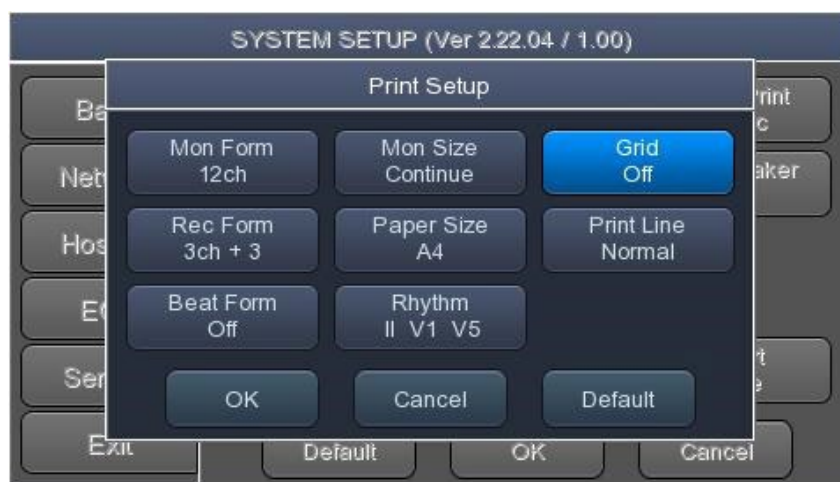 SYSTEM SETUP (Ver 2.22.04 / 1.00)
Print Setup
Mon Form
12ch
Mon Size
Continue
Grid
Off
Rec Form
3ch + 3
Paper Size
A4
Print Line
Normal
Beat Form
Off
Rhythm
II V1 V5
OK
Cancel
Default
Exit
Default
OK
Cancel